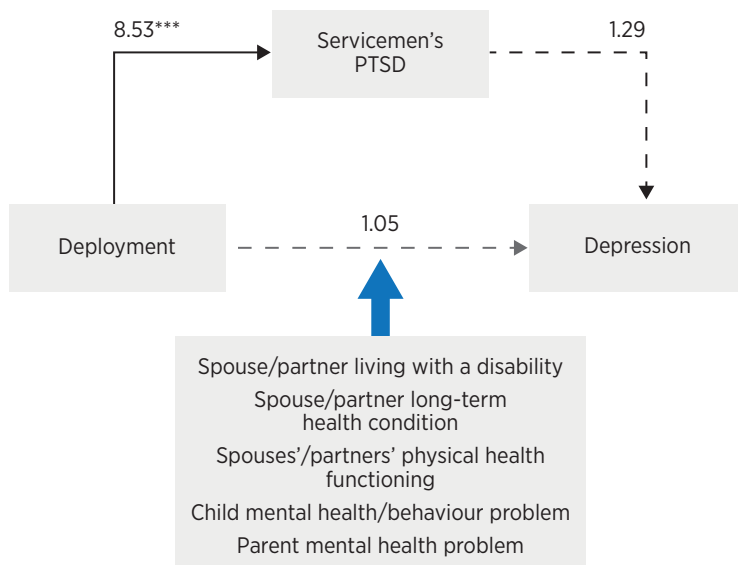 8.53***
Servicemen's
PTSD
1.29
Deployment
1.05
Depression
Spouse/partner living with a disability
Spouse/partner long-term
health condition
Spouses'/partners' physical health
functioning
Child mental health/behaviour problem
Parent mental health problem